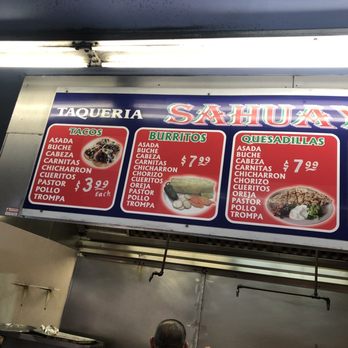 TAQUERIA SAHUAY
TACOS
ASADA
BUCHE
CABEZA
CARNITAS
CHICHARRON
CUERITOS
PASTOR
POLLO
TROMPA
$3.99
Each
BURRITOS
ASADA
BUCHE
CABEZA
CARNITAS
CHICHARRON
CHORIZO
CUERITOS
OREJA
PASTOR
POLLO
TROMPA
$7.99
QUESADILLAS
ASADA
BUCHE
CABEZA
CARNITAS
CHICHARRON
CHORIZO
CUERITOS
OREJA
PASTOR
POLLO
TROMPA
$7.99